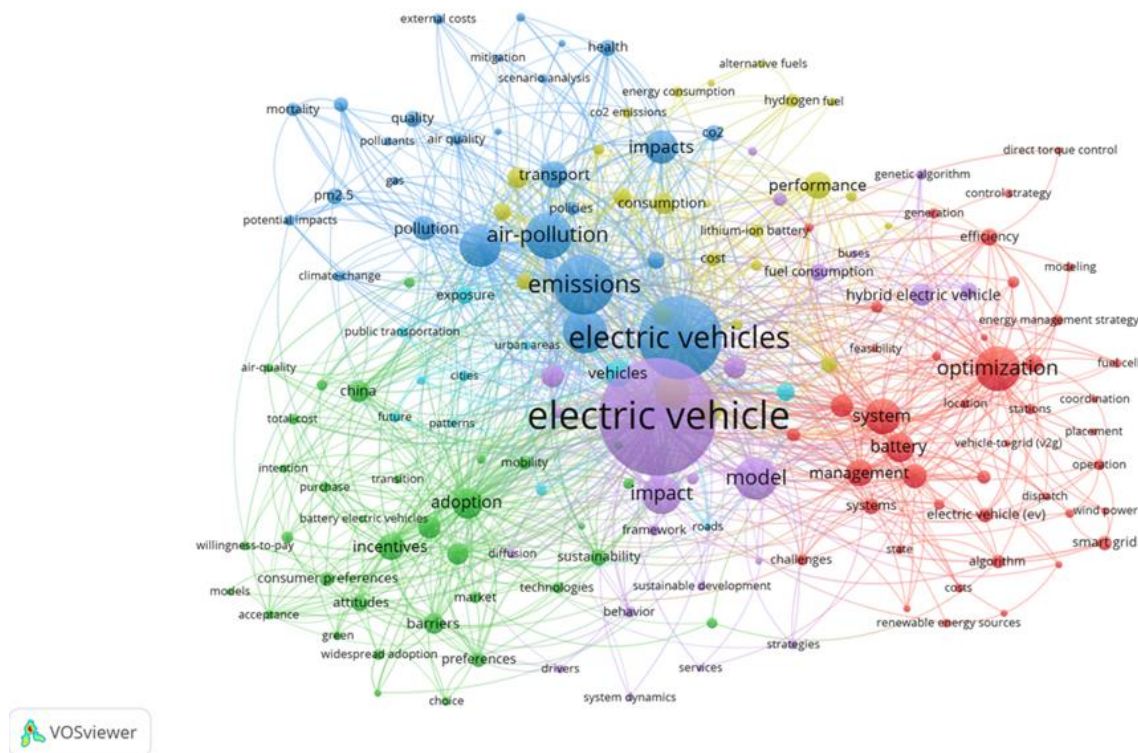 external costs
health
mitigation
alternative fuels
scenario analysis
energy consumption
hydrogen
fuel
mortality
quality
co2 emissions
pollutants
air quality
co2
impacts
direct torque control
gas
transport
genetic algorithm
performance
pm2.5
control strategy
policies
consumption
potential impacts
generation
pollution
air-pollution
lithium-ion battery
efficiency
buses
cost
modeling
climate-change
fuel consumption
emissions
exposure
hybrid electric vehicle
energy management strategy
public transportation
electric vehicles
urban areas
feasibility
air-quality
fuel cell
optimization
cities
vehicles
china
coordination
location
stations
total-cost
future
patterns
electric vehicle
system
placement
vehicle-to-grid (v2g)
battery
intention
transition
mobility
operation
purchase
management
model
impact
dispatch
adoption
systems
wind power
battery electric vehicles
electric vehicle (ev)
framework
roads
willingness-to-pay
incentives
diffusion
smart grid
sustainability
state
challenges
algorithm
consumer preferences
models
technologies
sustainable development
costs
attitudes
market
acceptance
behavior
barriers
renewable energy sources
green
strategies
widespread adoption
preferences
drivers
services
choice
system dynamics
VOSviewer